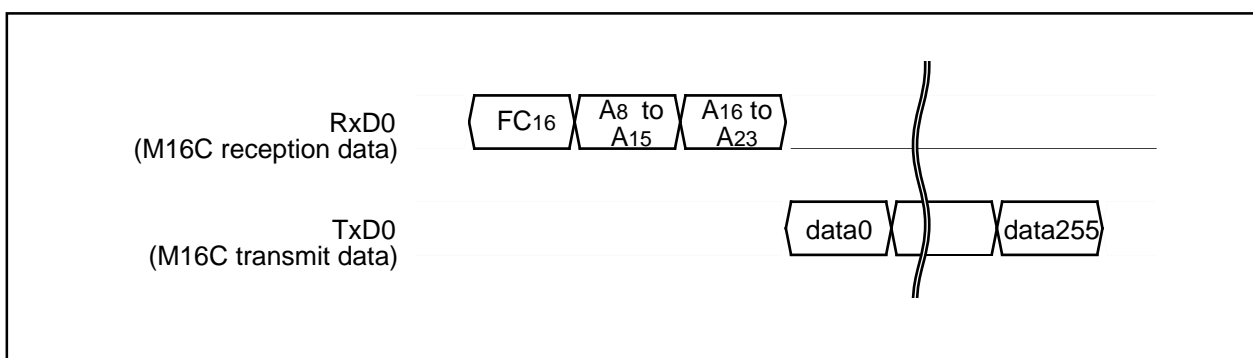 RxD0
(M16C reception data)
FC16
A8 to
A15
A16 to
A23
TxD0
(M16C transmit data)
data0
data255